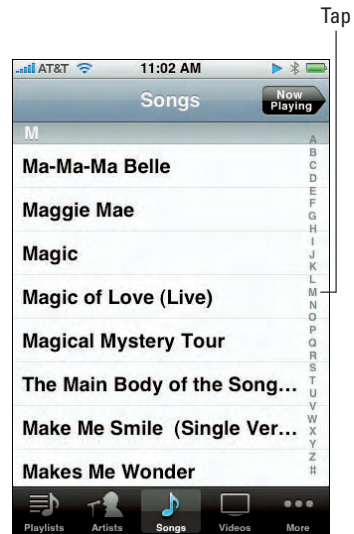 Tap
AT&T 11:02 AM
Songs
Now
Playing
M
Ma-Ma-Ma Belle
Maggie Mae
Magic
Magic of Love (Live)
Magical Mystery Tour
The Main Body of the Song...
Make Me Smile (Single Ver...
Makes Me Wonder
A
B
C
D
E
F
G
H
I
J
K
L
M
N
O
P
Q
R
S
T
U
V
W
X
Y
Z
#
Playlists Artists Songs Videos More